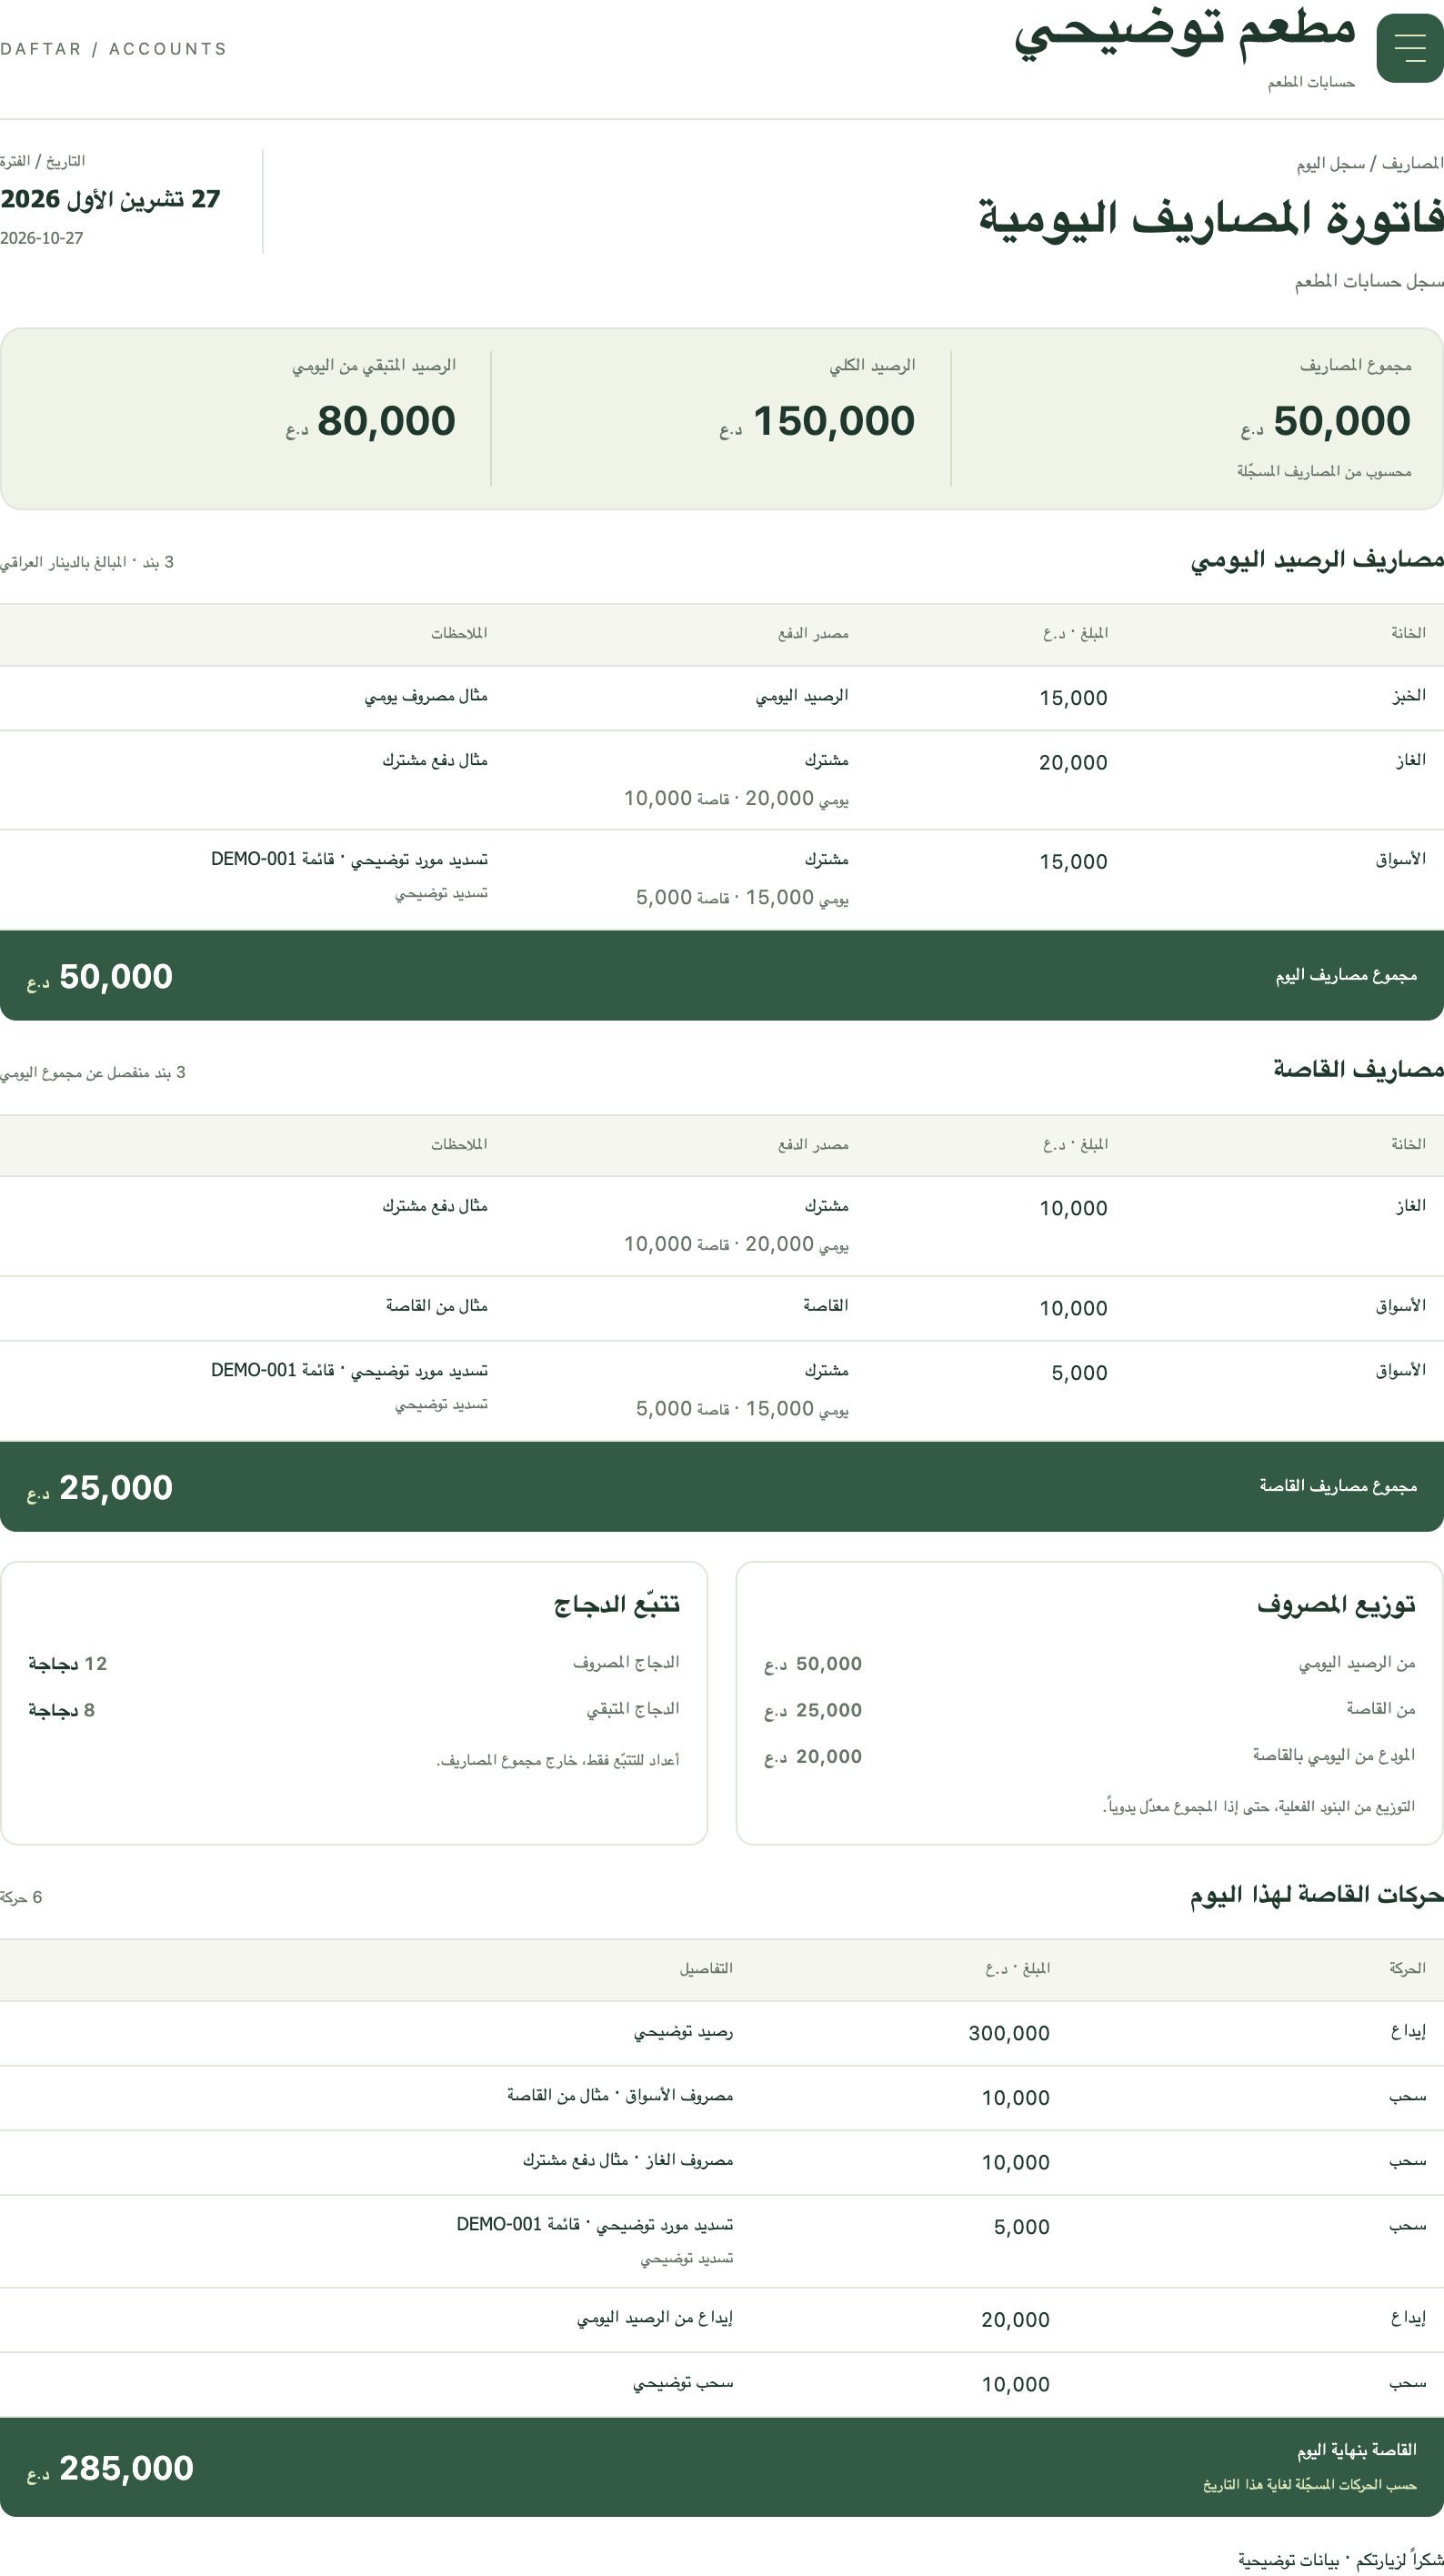 مطعم توضيحي
حسابات المطعم
DAFTAR / ACCOUNTS
المصاريف / سجل اليوم
فاتورة المصاريف اليومية
سجل حسابات المطعم
التاريخ / الفترة
27 تشرين الأول 2026
2026-10-27
مجموع المصاريف
50,000 د.ع
محسوب من المصاريف المسجّلة
الرصيد الكلي
150,000 د.ع
الرصيد المتبقي من اليومي
80,000 د.ع
مصاريف الرصيد اليومي
3 بند · المبالغ بالدينار العراقي
الخانة المبلغ · د.ع مصدر الدفع الملاحظات
الخبز 15,000 الرصيد اليومي مثال مصروف يومي
الغاز 20,000 مشترك مثال دفع مشترك
يومي 20,000 · قاصة 10,000
الأسواق 15,000 مشترك تسديد مورد توضيحي · قائمة DEMO-001
يومي 15,000 · قاصة 5,000 تسديد توضيحي
مجموع مصاريف اليوم 50,000 د.ع
مصاريف القاصة
3 بند منفصل عن مجموع اليومي
الخانة المبلغ · د.ع مصدر الدفع الملاحظات
الغاز 10,000 مشترك مثال دفع مشترك
يومي 20,000 · قاصة 10,000
الأسواق 10,000 القاصة مثال من القاصة
الأسواق 5,000 مشترك تسديد مورد توضيحي · قائمة DEMO-001
يومي 15,000 · قاصة 5,000 تسديد توضيحي
مجموع مصاريف القاصة 25,000 د.ع
توزيع المصروف
من الرصيد اليومي 50,000 د.ع
من القاصة 25,000 د.ع
المودع من اليومي بالقاصة 20,000 د.ع
التوزيع من البنود الفعلية، حتى إذا المجموع معدّل يدوياً.
تتبّع الدجاج
الدجاج المصروف 12 دجاجة
الدجاج المتبقي 8 دجاجة
أعداد للتتبّع فقط، خارج مجموع المصاريف.
حركات القاصة لهذا اليوم
6 حركة
الحركة المبلغ · د.ع التفاصيل
إيداع 300,000 رصيد توضيحي
سحب 10,000 مصروف الأسواق · مثال من القاصة
سحب 10,000 مصروف الغاز · مثال دفع مشترك
سحب 5,000 تسديد مورد توضيحي · قائمة DEMO-001
تسديد توضيحي
إيداع 20,000 إيداع من الرصيد اليومي
سحب 10,000 سحب توضيحي
القاصة بنهاية اليوم 285,000 د.ع
حسب الحركات المسجّلة لغاية هذا التاريخ
شكراً لزيارتكم · بيانات توضيحية